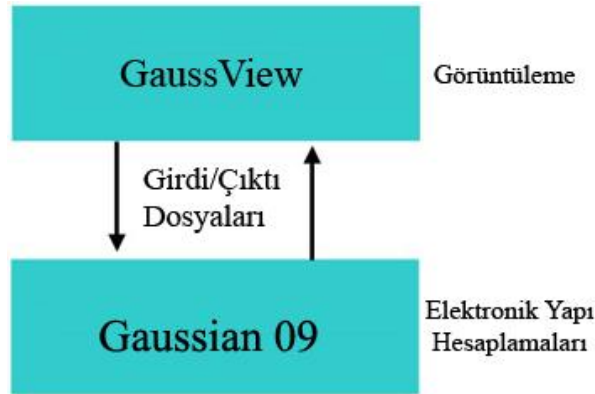 GaussView
Görüntüleme
Girdi/Çıktı
Dosyaları
Gaussian 09
Elektronik Yapı
Hesaplamaları